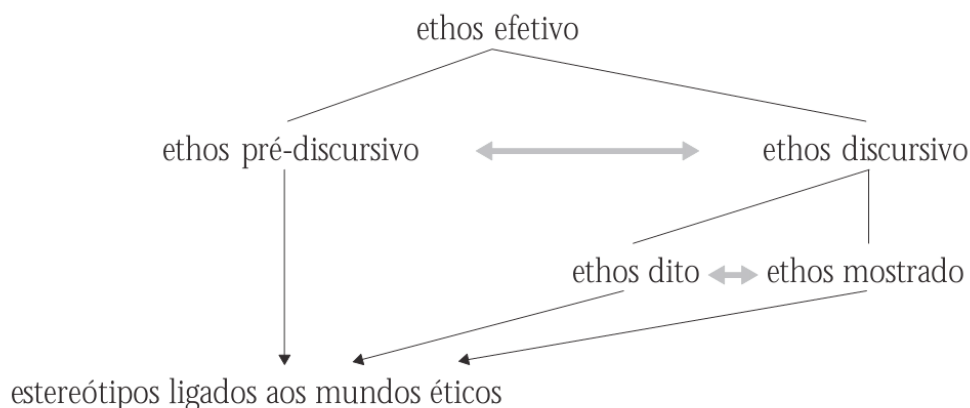 ethos efetivo
ethos pré-discursivo
ethos discursivo
ethos dito
ethos mostrado
estereótipos ligados aos mundos éticos